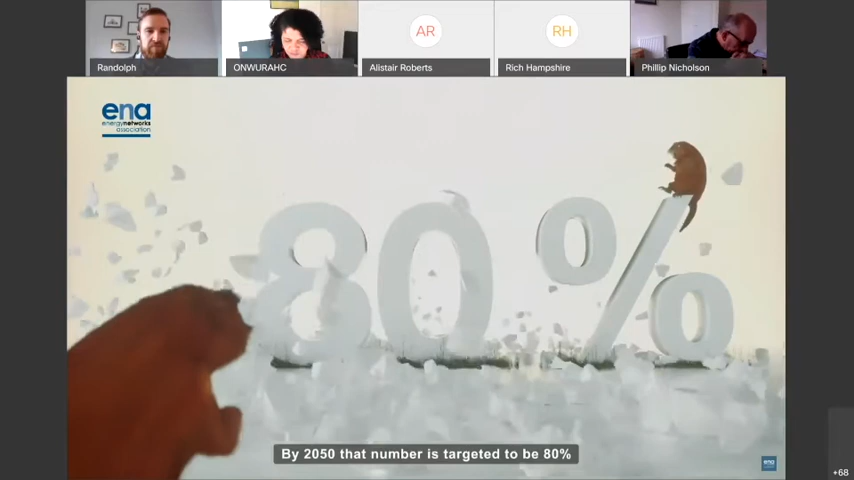 AR
RH
Randolph
ONWURAHC
Alistair Roberts
Rich Hampshire
Phillip Nicholson
ena
energynetworks
association
80%
By 2050 that number is targeted to be 80%
ena
+68